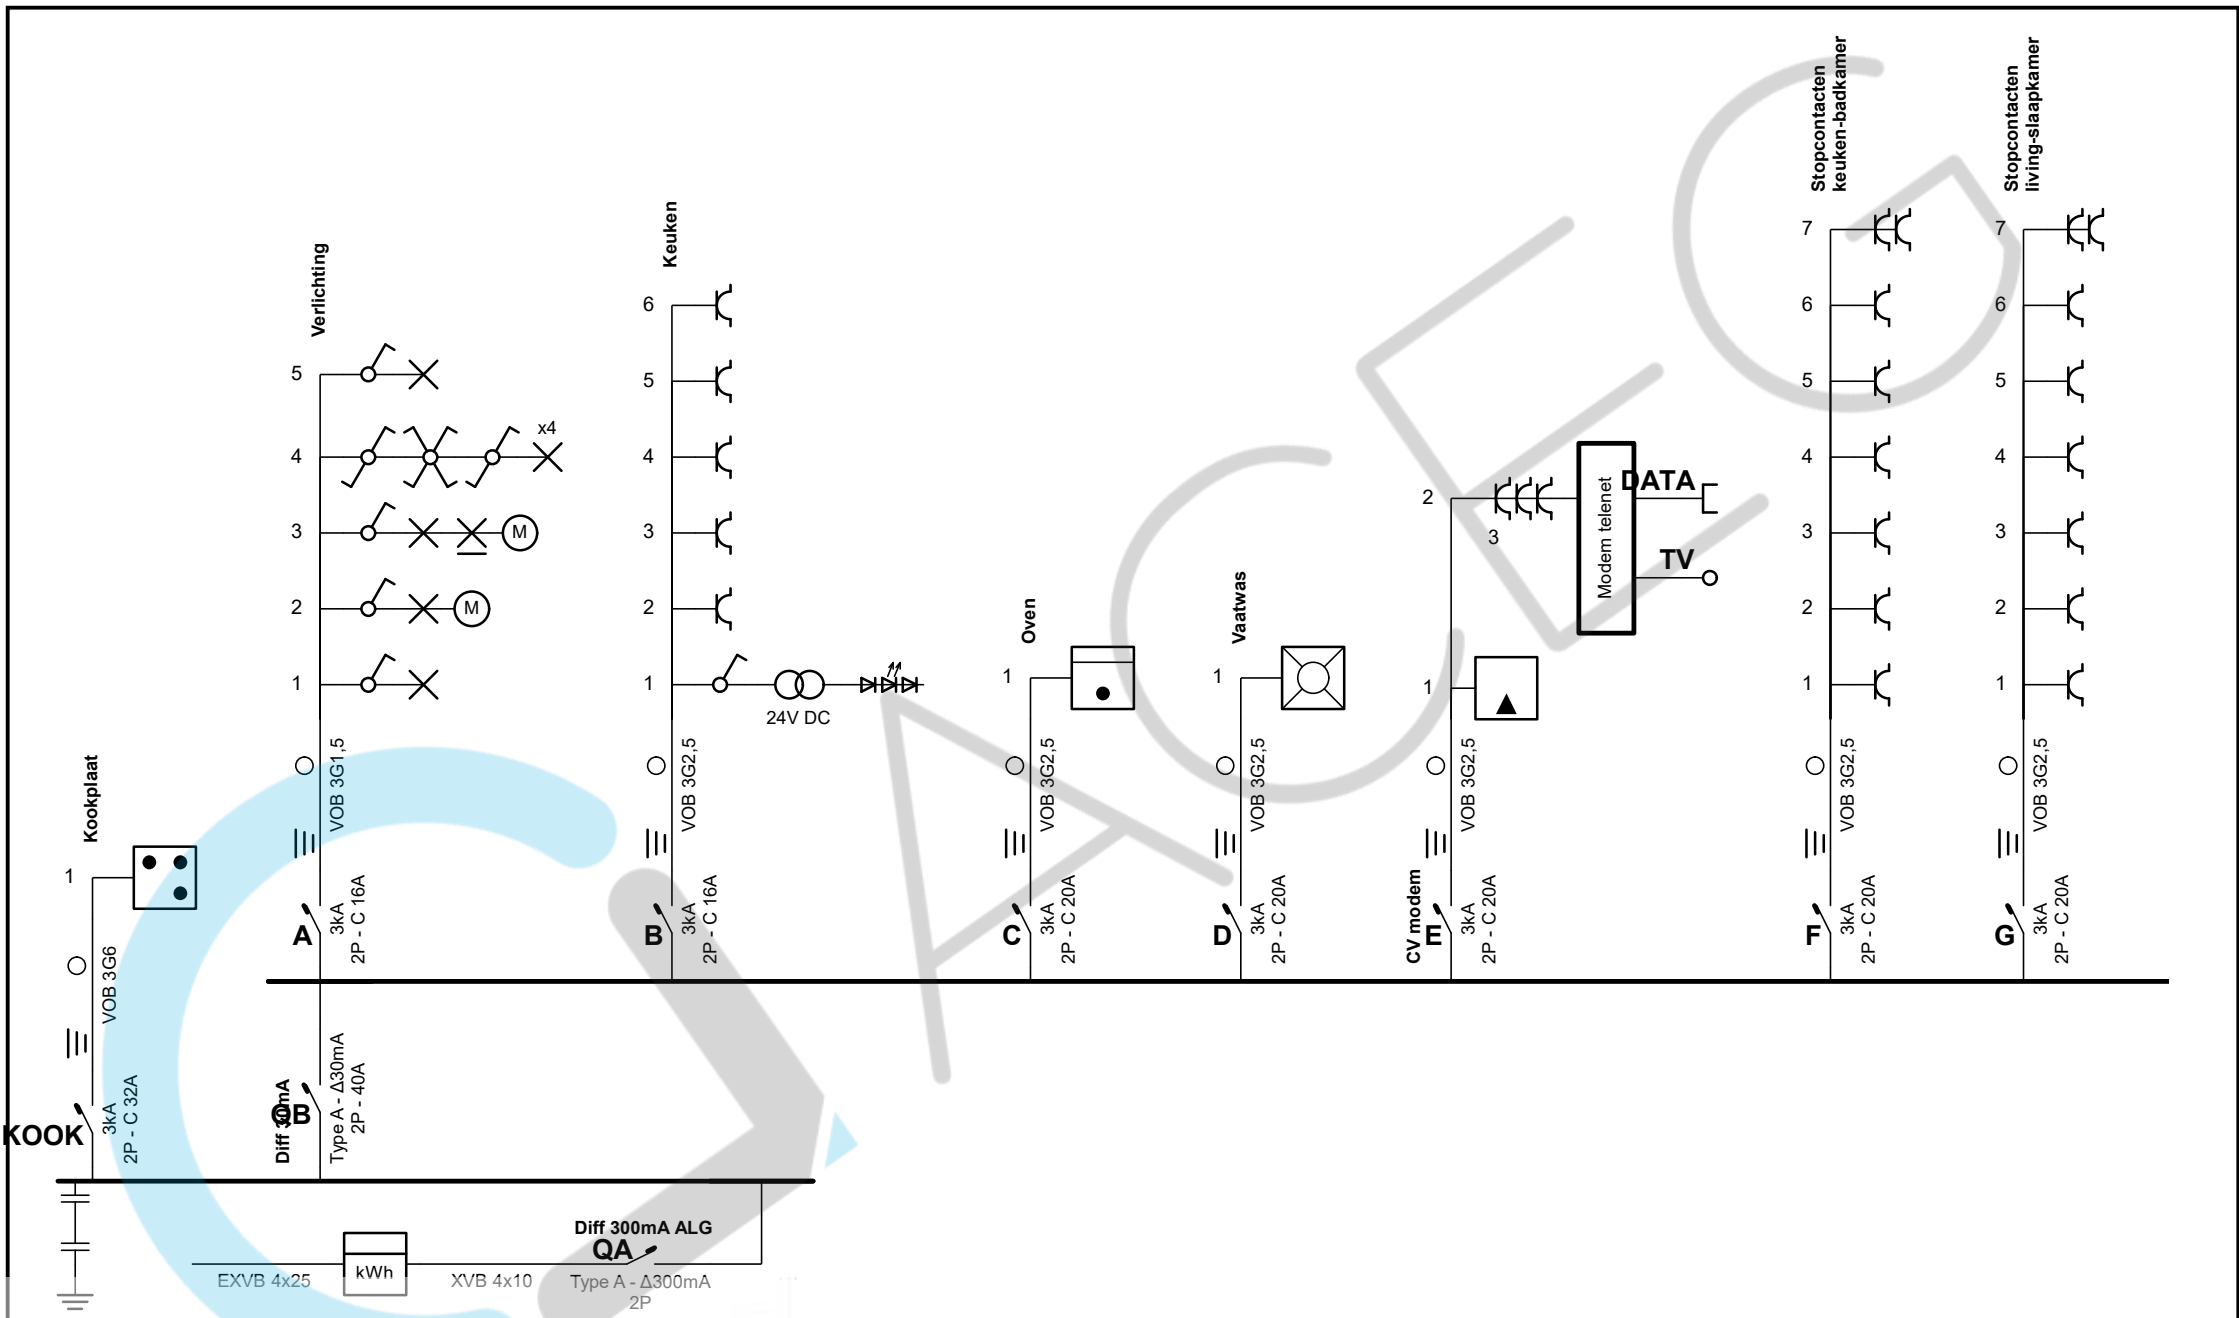 Stopcontacten
keuken-badkamer
Stopcontacten
living-slaapkamer
Keuken
Verlichting
7
7
6
6
6
5
5
5
5
x4
4
4
4
4
DATA
2
3
Modem telenet
TV
3
3
3
3
2
2
2
2
Oven
Vaatwas
M
M
1
1
24V DC
1
1
1
1
1
Kookplaat
1
VOB 3G1,5
VOB 3G2,5
VOB 3G2,5
VOB 3G2,5
VOB 3G2,5
VOB 3G2,5
VOB 3G2,5
A
3kA
2P - C 16A
B
3kA
2P - C 16A
C
3kA
2P - C 20A
D
3kA
2P - C 20A
CV modem
E
3kA
2P - C 20A
F
3kA
2P - C 20A
G
3kA
2P - C 20A
VOB 3G6
KOOK
3kA
2P - C 32A
Diff 30mA
QB
Type A - Δ30mA
2P - 40A
Diff 300mA ALG
QA
EXVB 4x25
kWh
XVB 4x10
Type A - Δ300mA
2P
ACEG